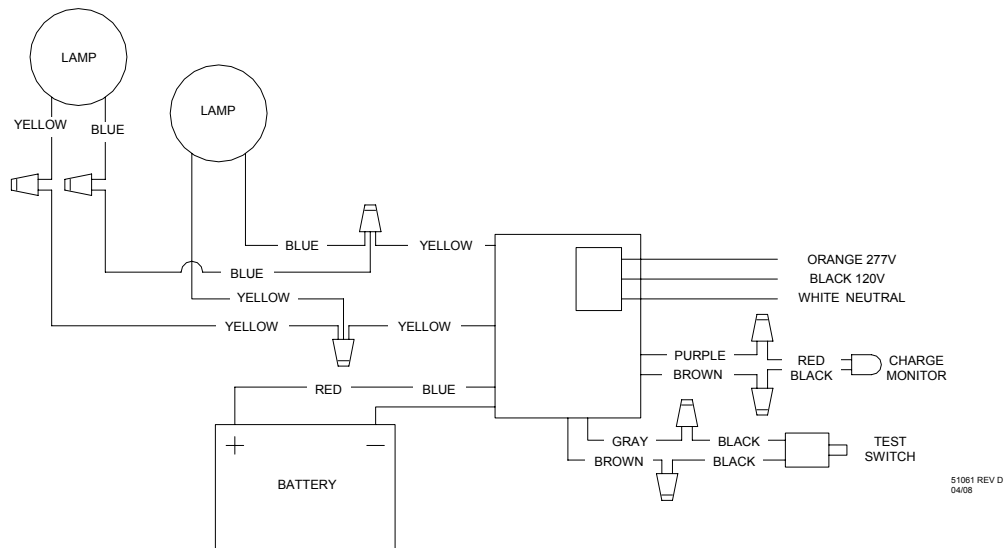 LAMP
LAMP
YELLOW
BLUE
BLUE
YELLOW
BLUE
YELLOW
YELLOW
YELLOW
RED
BLUE
+
—
BATTERY
ORANGE 277V
BLACK 120V
WHITE NEUTRAL
PURPLE
RED
CHARGE
MONITOR
BROWN
BLACK
GRAY
BLACK
TEST
SWITCH
BROWN
BLACK
51061 REV D
04/08